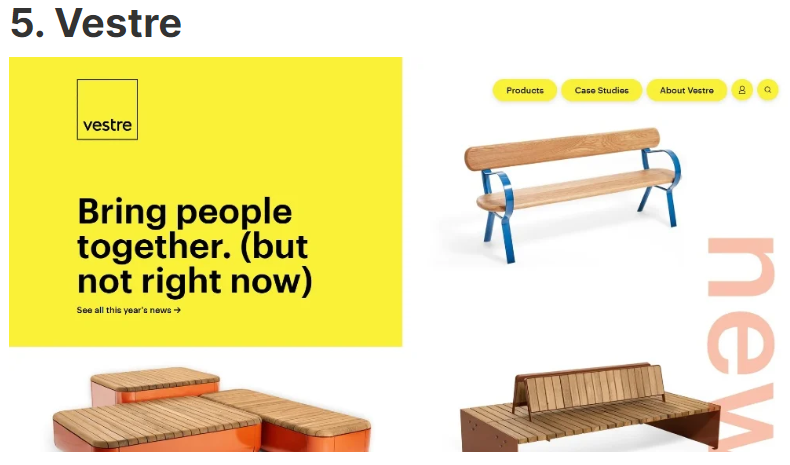 5. Vestre
vestre
Products
Case Studies
About Vestre
Bring people
together. (but
not right now)
See all this year's news →
new